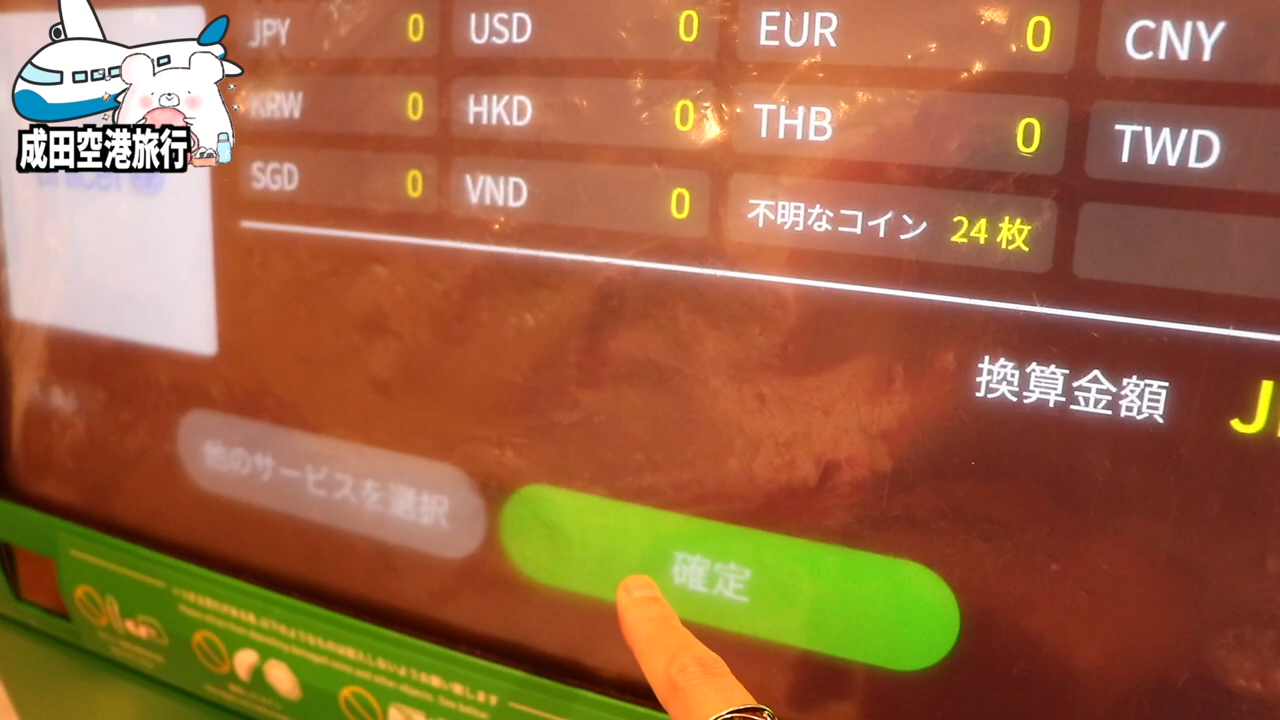 JPY 0 USD 0 EUR 0 CNY
KRW 0 HKD 0 THB 0 TWD
成田空港旅行
SGD 0 VND 0 不明なコイン 24 枚
換算金額
他のサービスを選択
確定